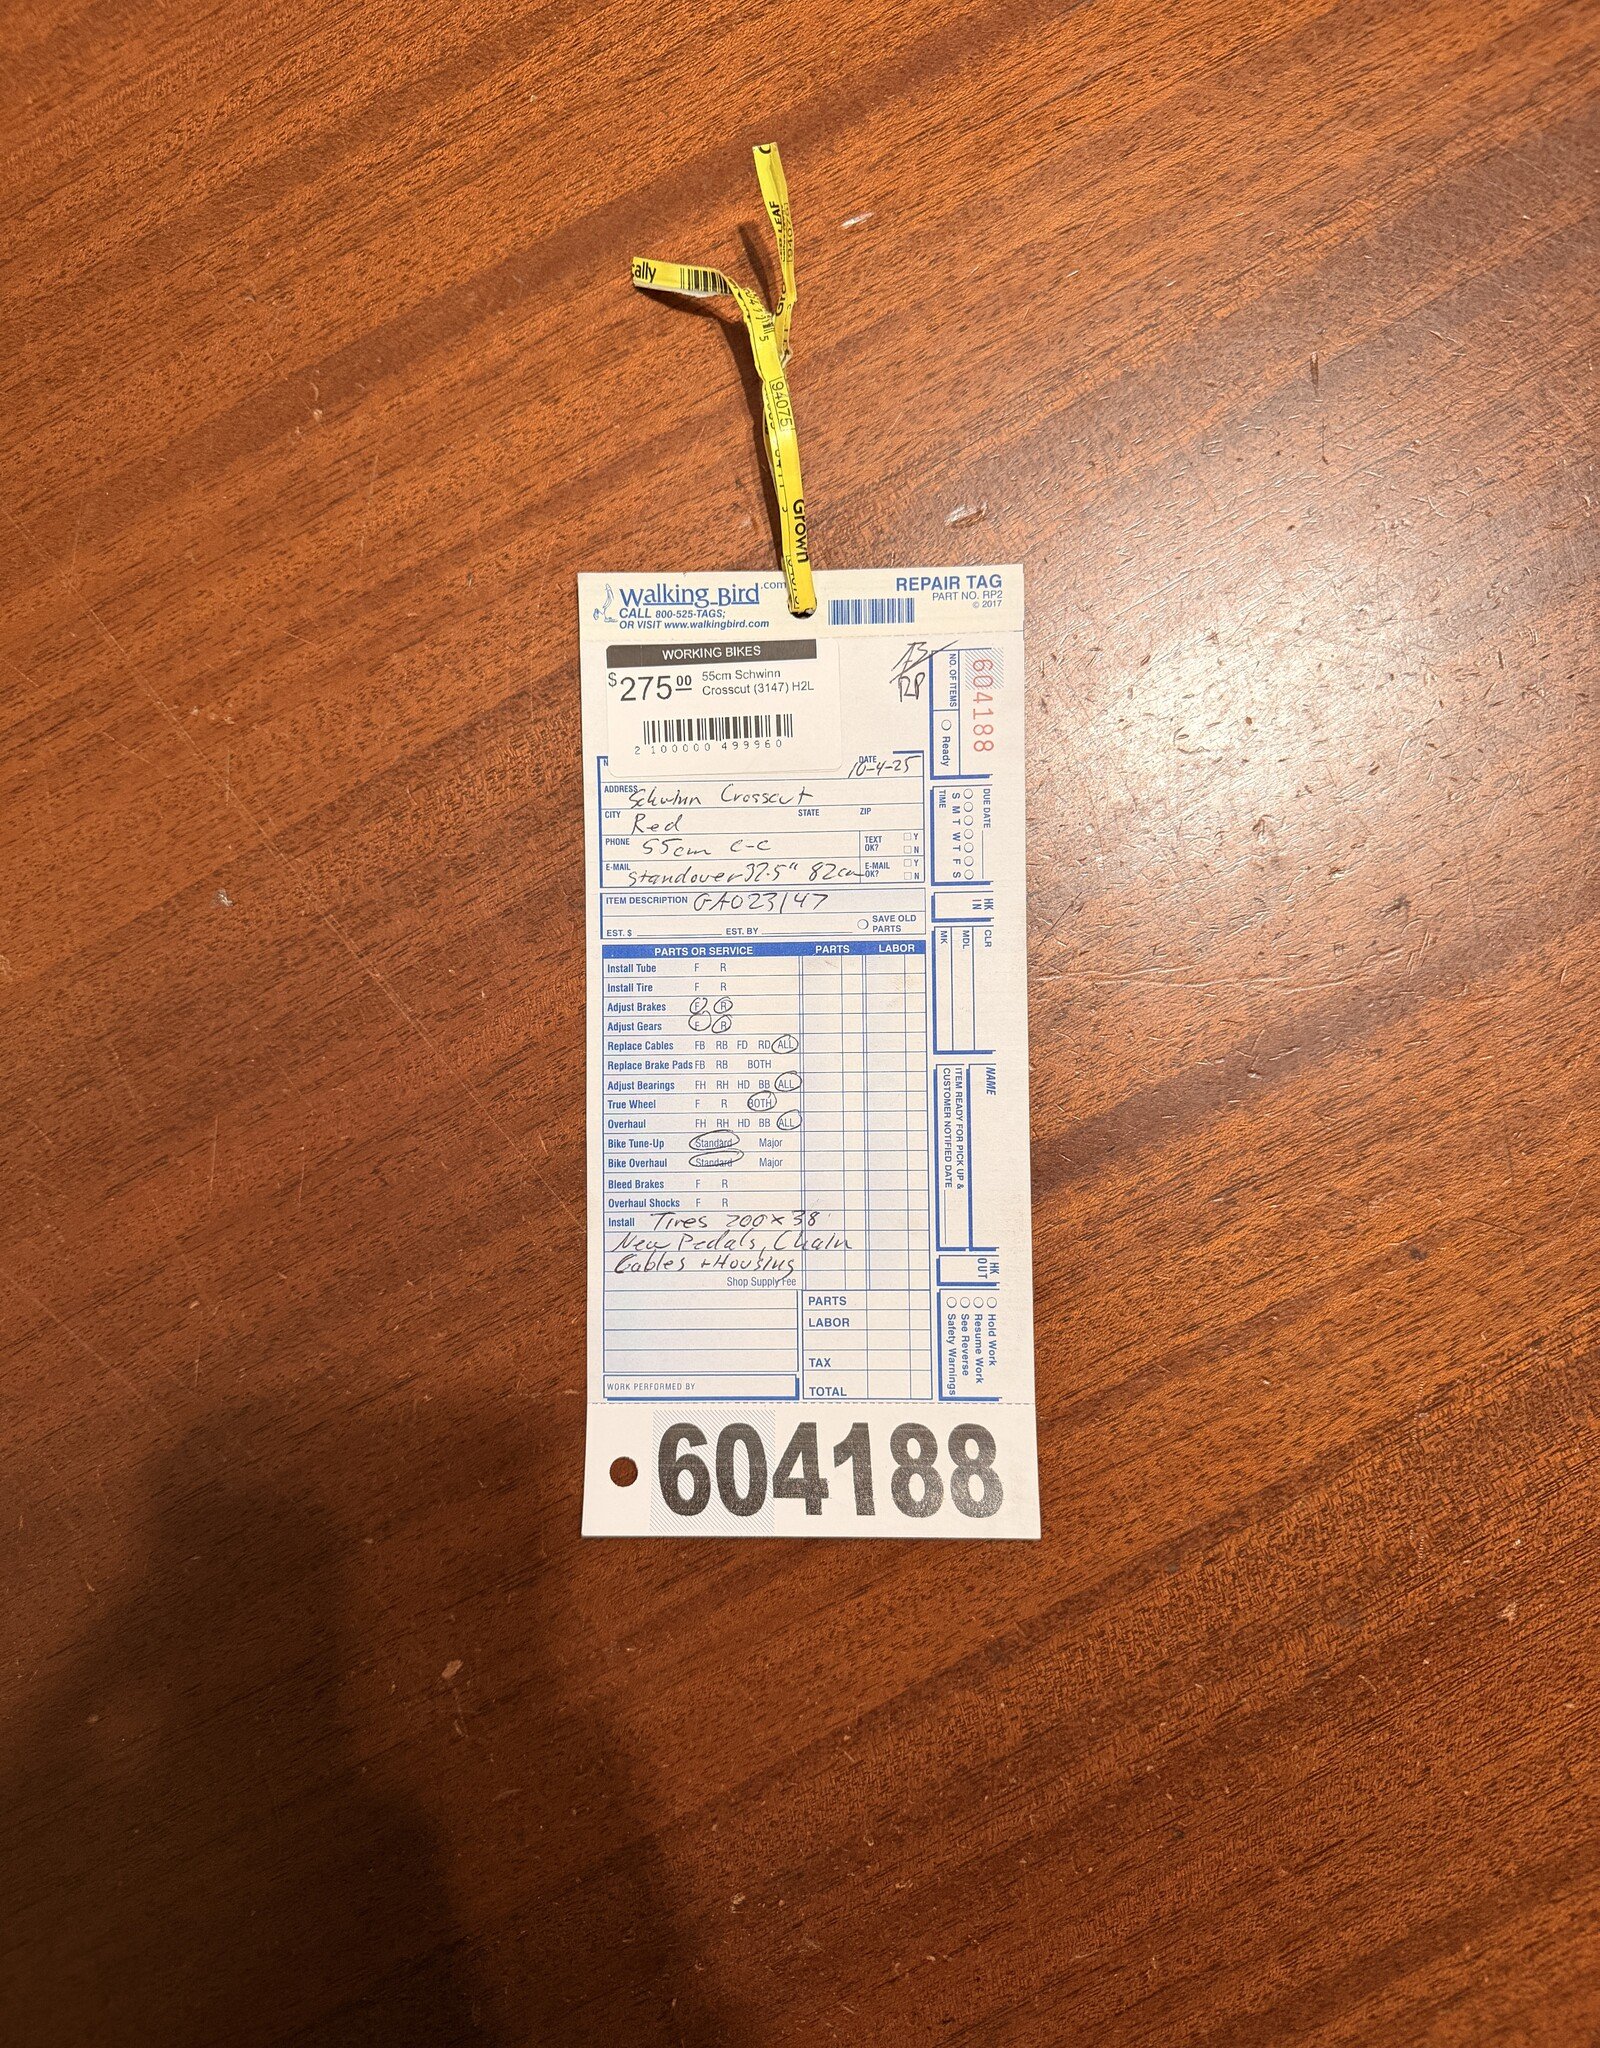 ally
94075
Grown
Walking_Bird.com
CALL 800-525-TAGS;
OR VISIT www.walkingbird.com
REPAIR TAG
PART NO. RP2
© 2017
WORKING BIKES
$275.00 55cm Schwinn
Crosscut (3147) H2L
2 100000 499960
RP
604188
NO. OF ITEMS
Ready
DATE 10-4-25
ADDRESS Schwinn Crosscut
CITY Red STATE ZIP
PHONE 55cm C-C TEXT OK? Y N
E-MAIL Standover 32.5" 82cm E-MAIL OK? Y N
DUE DATE
S M T W T F S
TIME
ITEM DESCRIPTION GA023147
EST. $ EST. BY SAVE OLD PARTS
HK IN
CLR
MDL
MK
PARTS OR SERVICE PARTS LABOR
Install Tube F R
Install Tire F R
Adjust Brakes F R
Adjust Gears F R
Replace Cables FB RB FD RD ALL
Replace Brake Pads FB RB BOTH
Adjust Bearings FH RH HD BB ALL
True Wheel F R BOTH
Overhaul FH RH HD BB ALL
Bike Tune-Up Standard Major
Bike Overhaul Standard Major
Bleed Brakes F R
Overhaul Shocks F R
Install Tires 700x38
New Pedals, Chain
Cables + Housing
Shop Supply Fee
NAME
ITEM READY FOR PICK UP &
CUSTOMER NOTIFIED DATE
HK OUT
Hold Work
Resume Work
See Reverse
Safety Warnings
PARTS
LABOR
TAX
TOTAL
WORK PERFORMED BY
604188